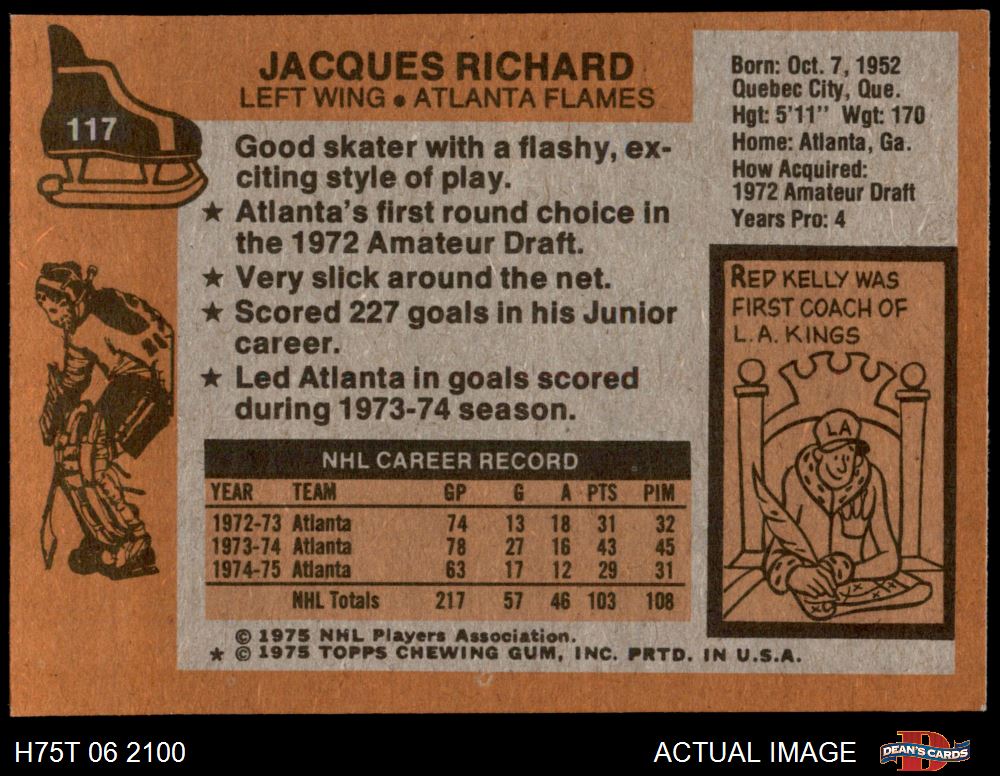 117
JACQUES RICHARD
LEFT WING • ATLANTA FLAMES
Good skater with a flashy, ex-
citing style of play.
★ Atlanta's first round choice in
the 1972 Amateur Draft.
★ Very slick around the net.
★ Scored 227 goals in his Junior
career.
★ Led Atlanta in goals scored
during 1973-74 season.
Born: Oct. 7, 1952
Quebec City, Que.
Hgt: 5'11" Wgt: 170
Home: Atlanta, Ga.
How Acquired:
1972 Amateur Draft
Years Pro: 4
RED KELLY WAS
FIRST COACH OF
L.A. KINGS
LA
NHL CAREER RECORD
YEAR TEAM GP G A PTS PIM
1972-73 Atlanta 74 13 18 31 32
1973-74 Atlanta 78 27 16 43 45
1974-75 Atlanta 63 17 12 29 31
NHL Totals 217 57 46 103 108
© 1975 NHL Players Association.
★ © 1975 TOPPS CHEWING GUM, INC. PRTD. IN U.S.A.
H75T 06 2100
ACTUAL IMAGE
DEAN'S CARDS